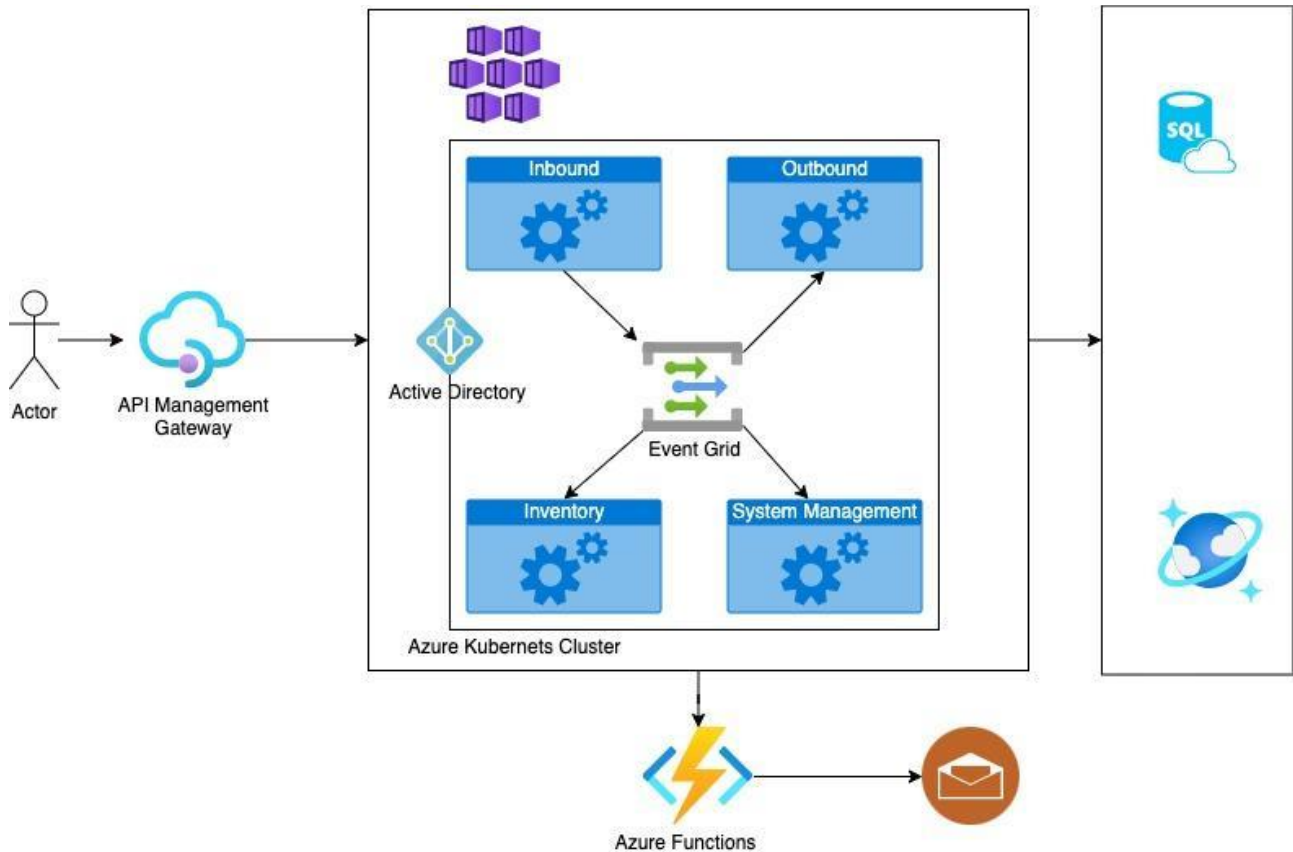 SQL
Inbound
Outbound
Actor
API Management
Gateway
Active Directory
Event Grid
Inventory
System Management
Azure Kubernets Cluster
Azure Functions